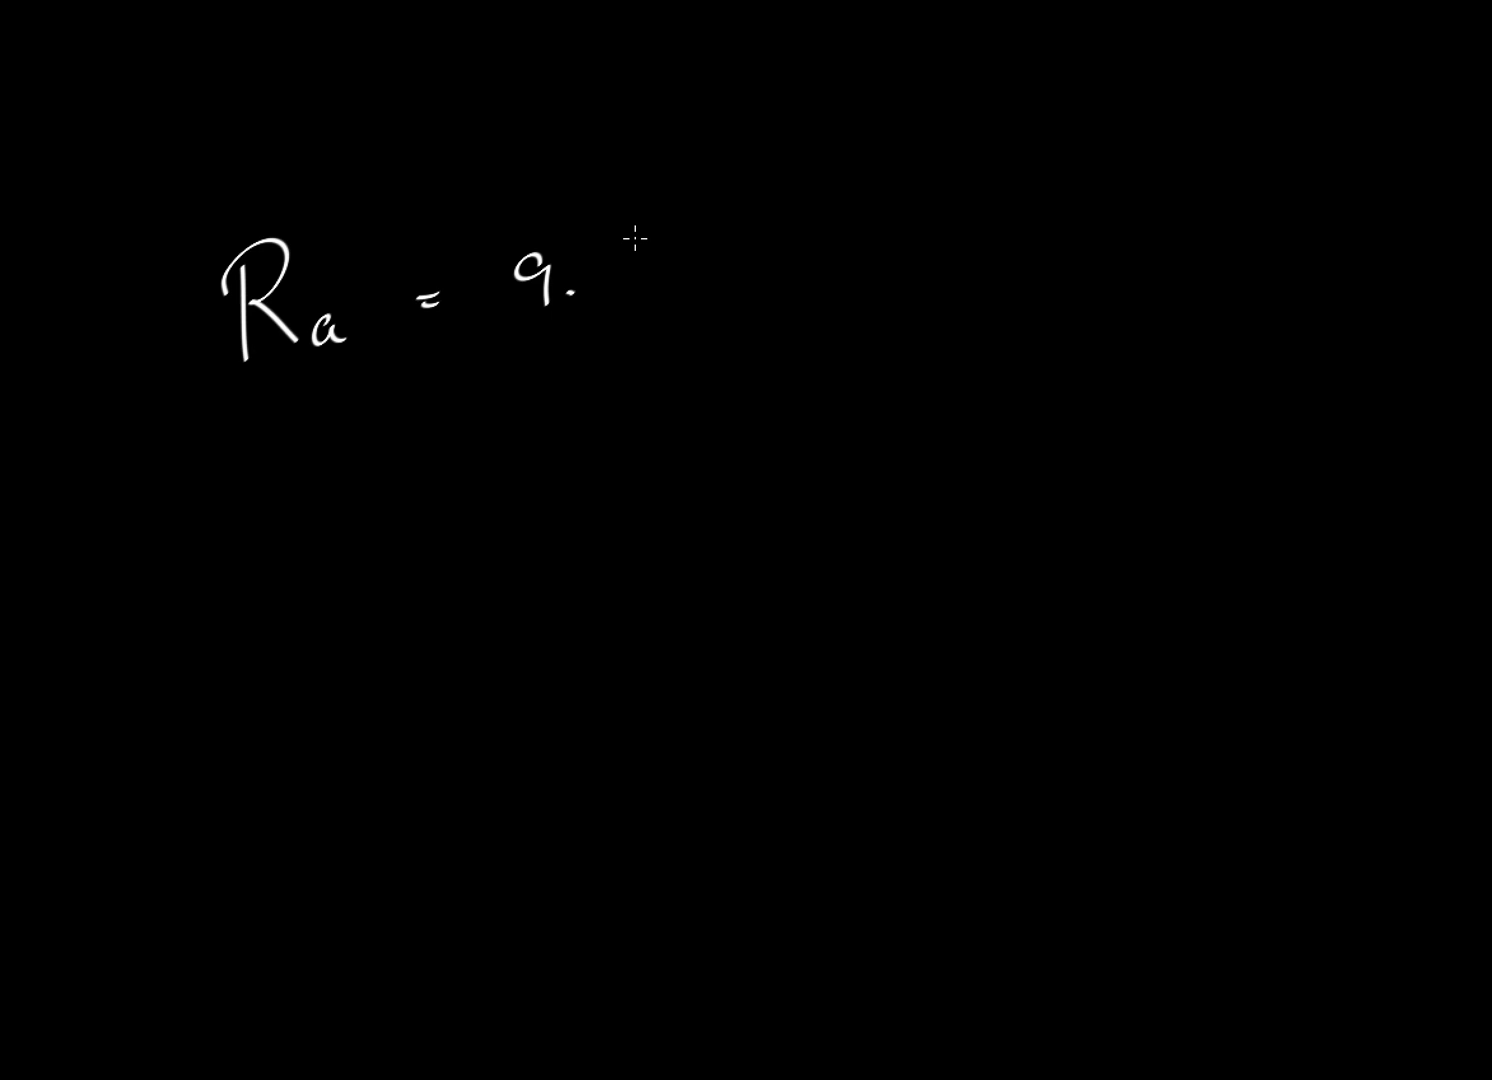 Ra = 9.